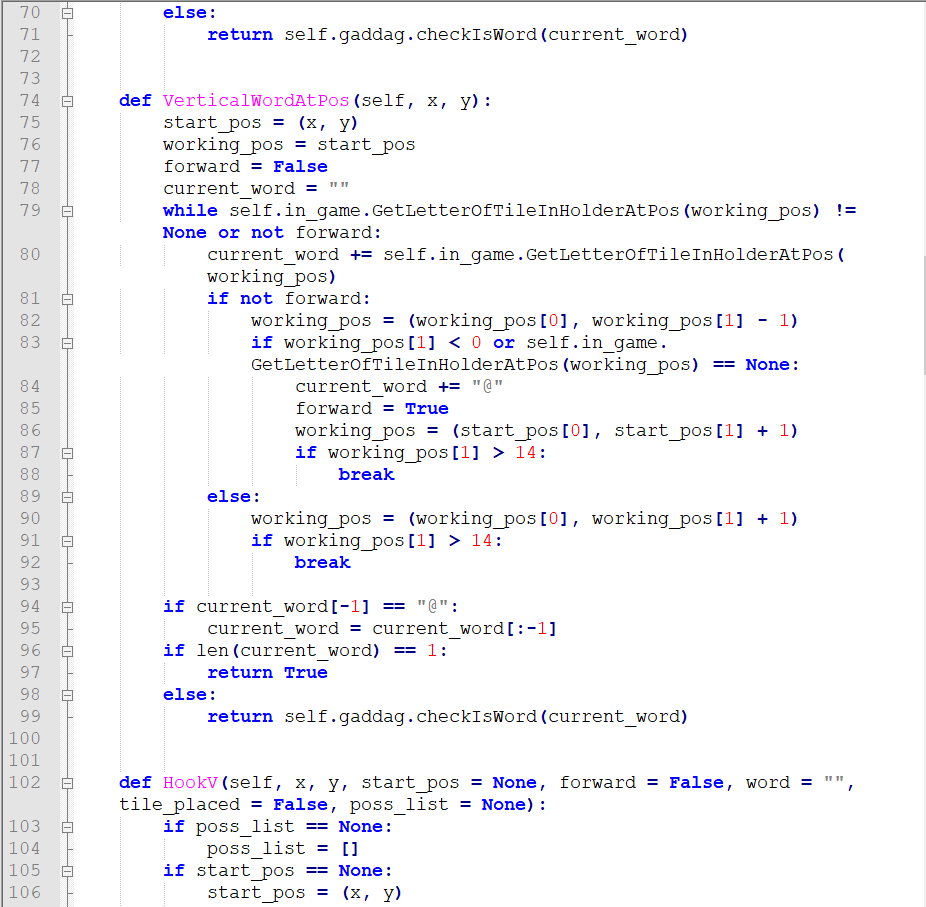 70 else:
71 return self.gaddag.checkIsWord(current_word)
72
73
74 def VerticalWordAtPos(self, x, y):
75 start_pos = (x, y)
76 working_pos = start_pos
77 forward = False
78 current_word = ""
79 while self.in_game.GetLetterOfTileInHolderAtPos(working_pos) !=
None or not forward:
80 current_word += self.in_game.GetLetterOfTileInHolderAtPos(
working_pos)
81 if not forward:
82 working_pos = (working_pos[0], working_pos[1] - 1)
83 if working_pos[1] < 0 or self.in_game.
GetLetterOfTileInHolderAtPos(working_pos) == None:
84 current_word += "@"
85 forward = True
86 working_pos = (start_pos[0], start_pos[1] + 1)
87 if working_pos[1] > 14:
88 break
89 else:
90 working_pos = (working_pos[0], working_pos[1] + 1)
91 if working_pos[1] > 14:
92 break
93
94 if current_word[-1] == "@":
95 current_word = current_word[:-1]
96 if len(current_word) == 1:
97 return True
98 else:
99 return self.gaddag.checkIsWord(current_word)
100
101
102 def HookV(self, x, y, start_pos = None, forward = False, word = "",
tile_placed = False, poss_list = None):
103 if poss_list == None:
104 poss_list = []
105 if start_pos == None:
106 start_pos = (x, y)